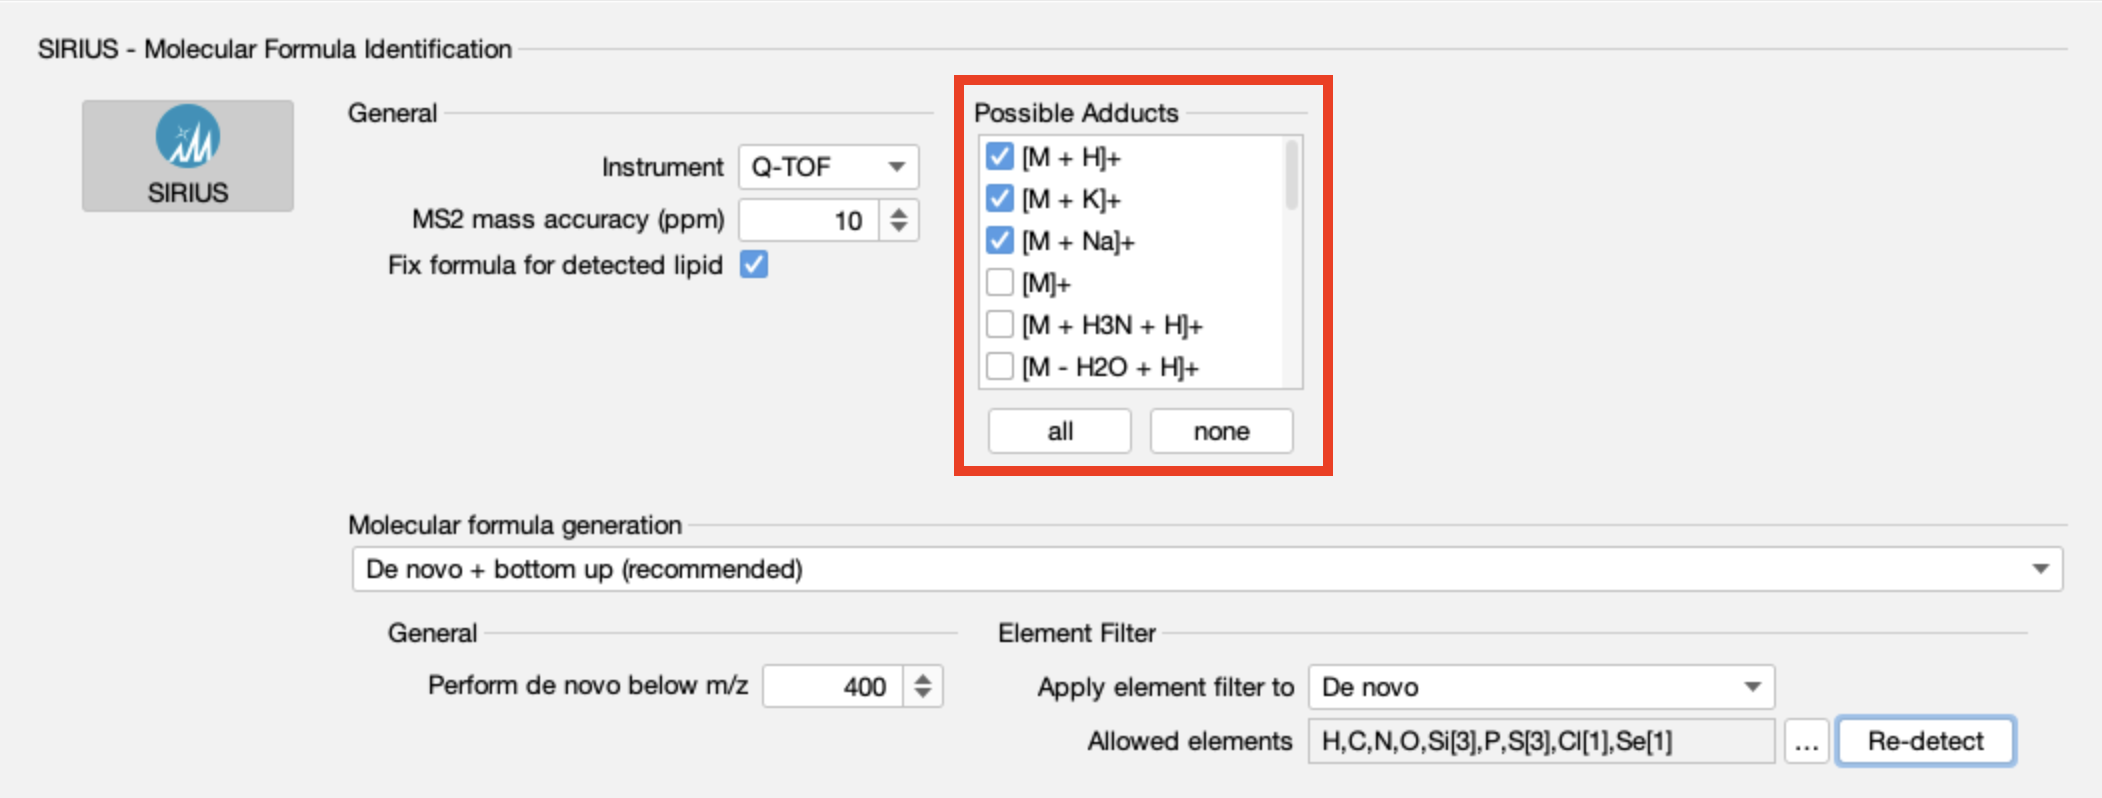 SIRIUS - Molecular Formula Identification
SIRIUS
General
Instrument Q-TOF
MS2 mass accuracy (ppm) 10
Fix formula for detected lipid
Possible Adducts
[M + H]+
[M + K]+
[M + Na]+
[M]+
[M + H3N + H]+
[M - H2O + H]+
all none
Molecular formula generation
De novo + bottom up (recommended)
General
Perform de novo below m/z 400
Element Filter
Apply element filter to De novo
Allowed elements H,C,N,O,Si[3],P,S[3],Cl[1],Se[1] ... Re-detect